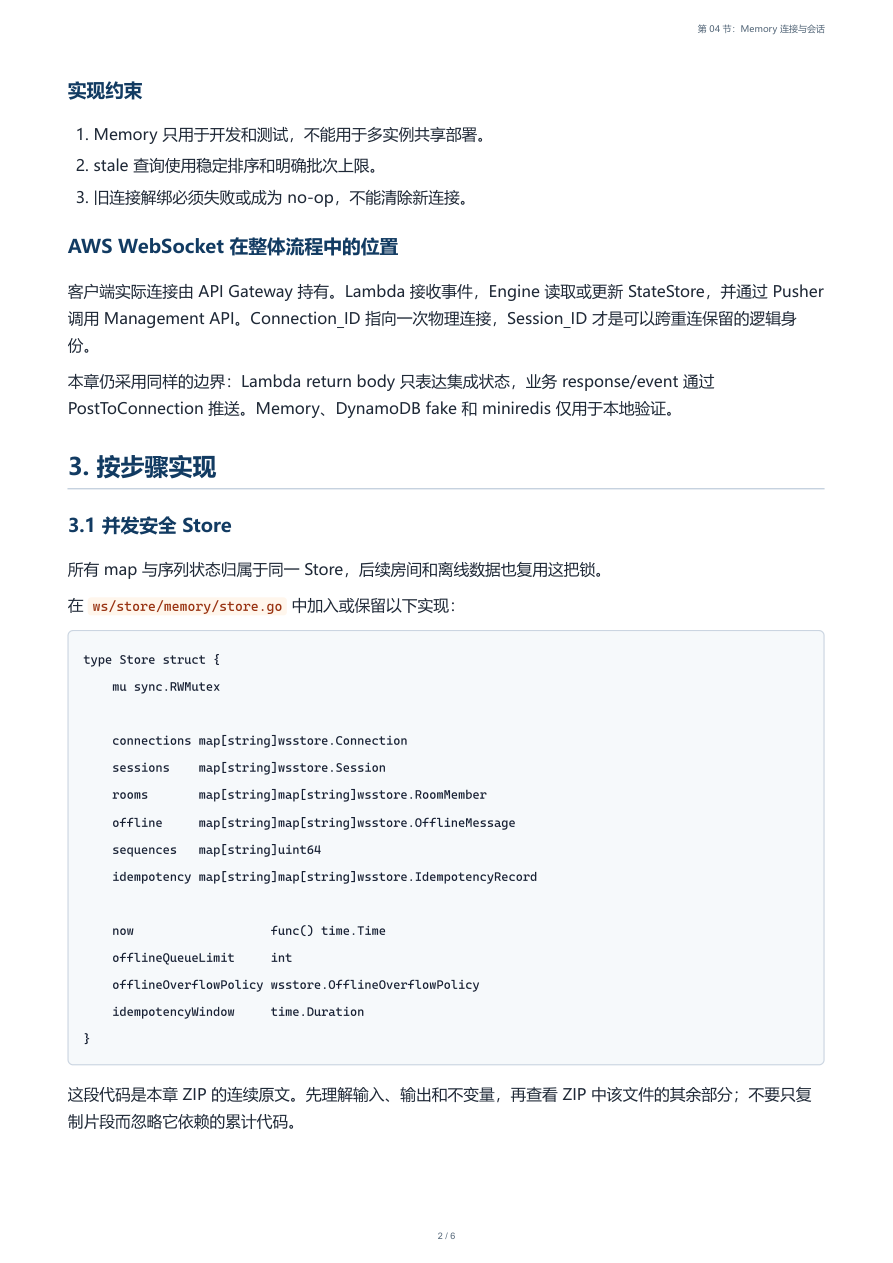 第 04 节：Memory 连接与会话
实现约束
1. Memory 只用于开发和测试，不能用于多实例共享部署。
2. stale 查询使用稳定排序和明确批次上限。
3. 旧连接解绑必须失败或成为 no-op，不能清除新连接。
AWS WebSocket 在整体流程中的位置
客户端实际连接由 API Gateway 持有。Lambda 接收事件，Engine 读取或更新 StateStore，并通过 Pusher
调用 Management API。Connection_ID 指向一次物理连接，Session_ID 才是可以跨重连保留的逻辑身
份。
本章仍采用同样的边界：Lambda return body 只表达集成状态，业务 response/event 通过
PostToConnection 推送。Memory、DynamoDB fake 和 miniredis 仅用于本地验证。
3. 按步骤实现
3.1 并发安全 Store
所有 map 与序列状态归属于同一 Store，后续房间和离线数据也复用这把锁。
在 ws/store/memory/store.go 中加入或保留以下实现：
type Store struct {
    mu sync.RWMutex
    connections map[string]wsstore.Connection
    sessions    map[string]wsstore.Session
    rooms       map[string]map[string]wsstore.RoomMember
    offline     map[string]map[string]wsstore.OfflineMessage
    sequences   map[string]uint64
    idempotency map[string]map[string]wsstore.IdempotencyRecord
    now                   func() time.Time
    offlineQueueLimit     int
    offlineOverflowPolicy wsstore.OfflineOverflowPolicy
    idempotencyWindow     time.Duration
}
这段代码是本章 ZIP 的连续原文。先理解输入、输出和不变量，再查看 ZIP 中该文件的其余部分；不要只复
制片段而忽略它依赖的累计代码。
2 / 6